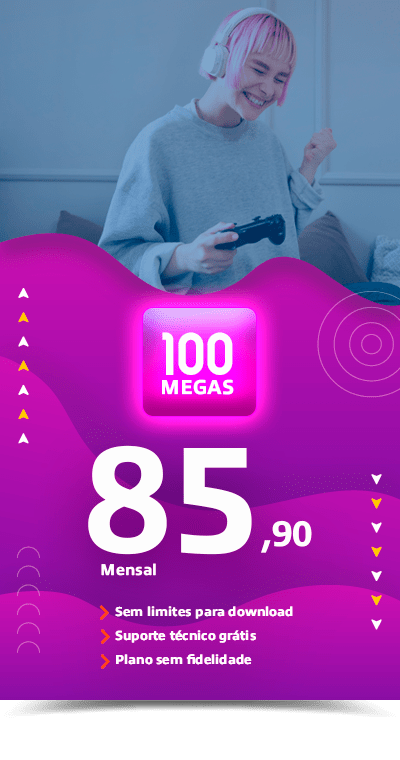 100
MEGAS
85,90
Mensal
Sem limites para download
Suporte técnico grátis
Plano sem fidelidade